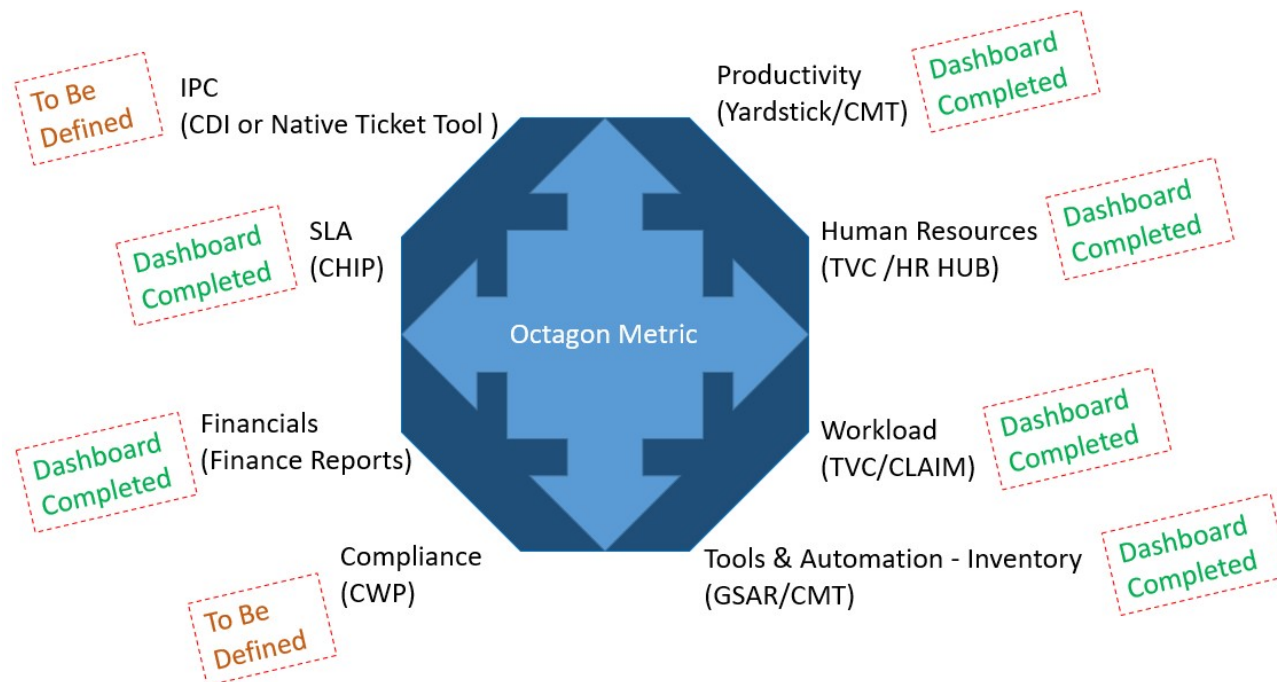 To Be
Defined
IPC
(CDI or Native Ticket Tool )
Productivity
(Yardstick/CMT)
Dashboard
Completed
Dashboard
Completed
SLA
(CHIP)
Human Resources
(TVC /HR HUB)
Dashboard
Completed
Octagon Metric
Dashboard
Completed
Financials
(Finance Reports)
Workload
(TVC/CLAIM)
Dashboard
Completed
To Be
Defined
Compliance
(CWP)
Tools & Automation - Inventory
(GSAR/CMT)
Dashboard
Completed